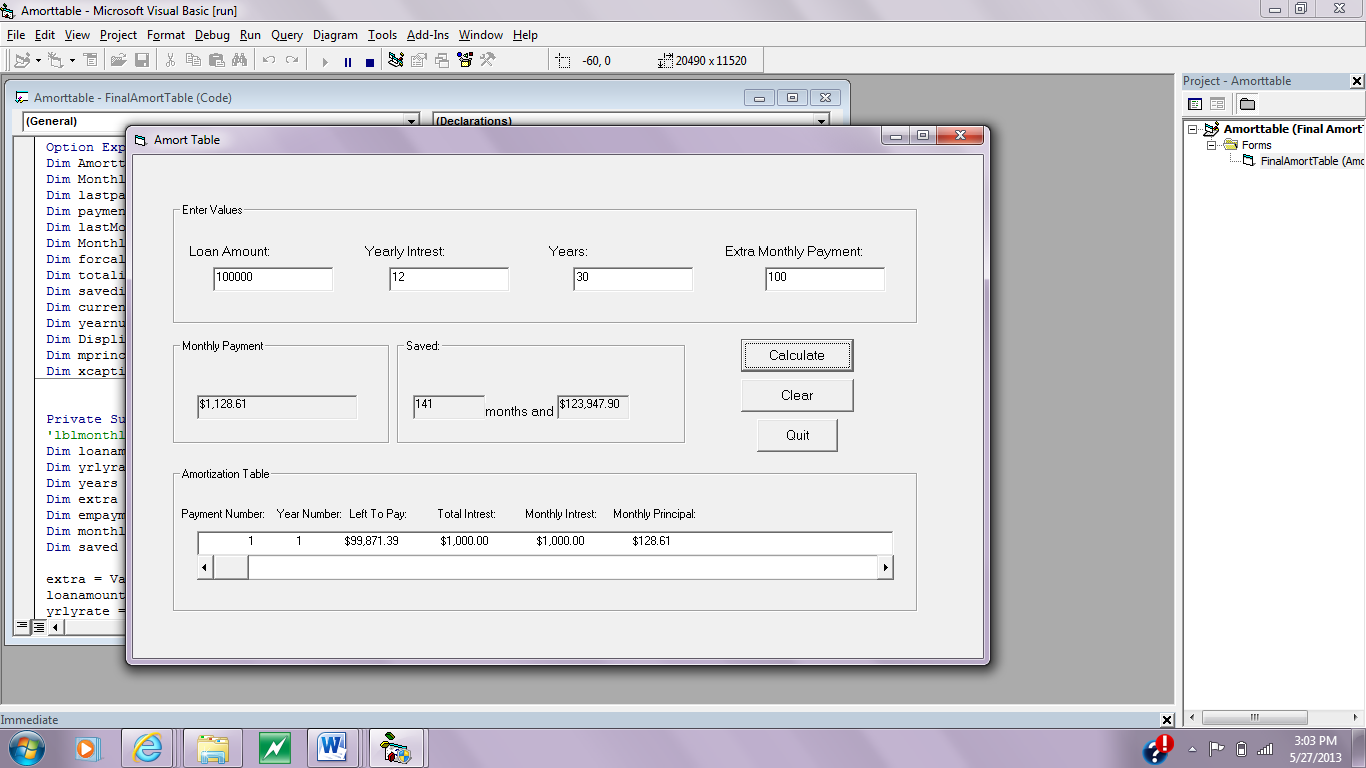 Amorttable - Microsoft Visual Basic [run]
File Edit View Project Format Debug Run Query Diagram Tools Add-Ins Window Help
-60, 0 20490 x 11520
Amorttable - FinalAmortTable (Code)
(General) (Declarations)
Option Exp
Dim Amortt
Dim Monthl
Dim lastpa
Dim paymen
Dim lastMo
Dim Monthl
Dim forcal
Dim totali
Dim savedi
Dim curren
Dim yearnu
Dim Displi
Dim mprinc
Dim xcapti
Private Su
'lblmonthl
Dim loanam
Dim yrlyra
Dim years
Dim extra
Dim empaym
Dim monthl
Dim saved
extra = Va
loanamount
yrlyrate =
Amort Table
Enter Values
Loan Amount: Yearly Intrest: Years: Extra Monthly Payment:
100000 12 30 100
Monthly Payment
$1,128.61
Saved:
141 months and $123,947.90
Calculate
Clear
Quit
Amortization Table
Payment Number: Year Number: Left To Pay: Total Intrest: Monthly Intrest: Monthly Principal:
1 1 $99,871.39 $1,000.00 $1,000.00 $128.61
Project - Amorttable
Amorttable (Final Amort
Forms
FinalAmortTable (Amo
Immediate
3:03 PM
5/27/2013